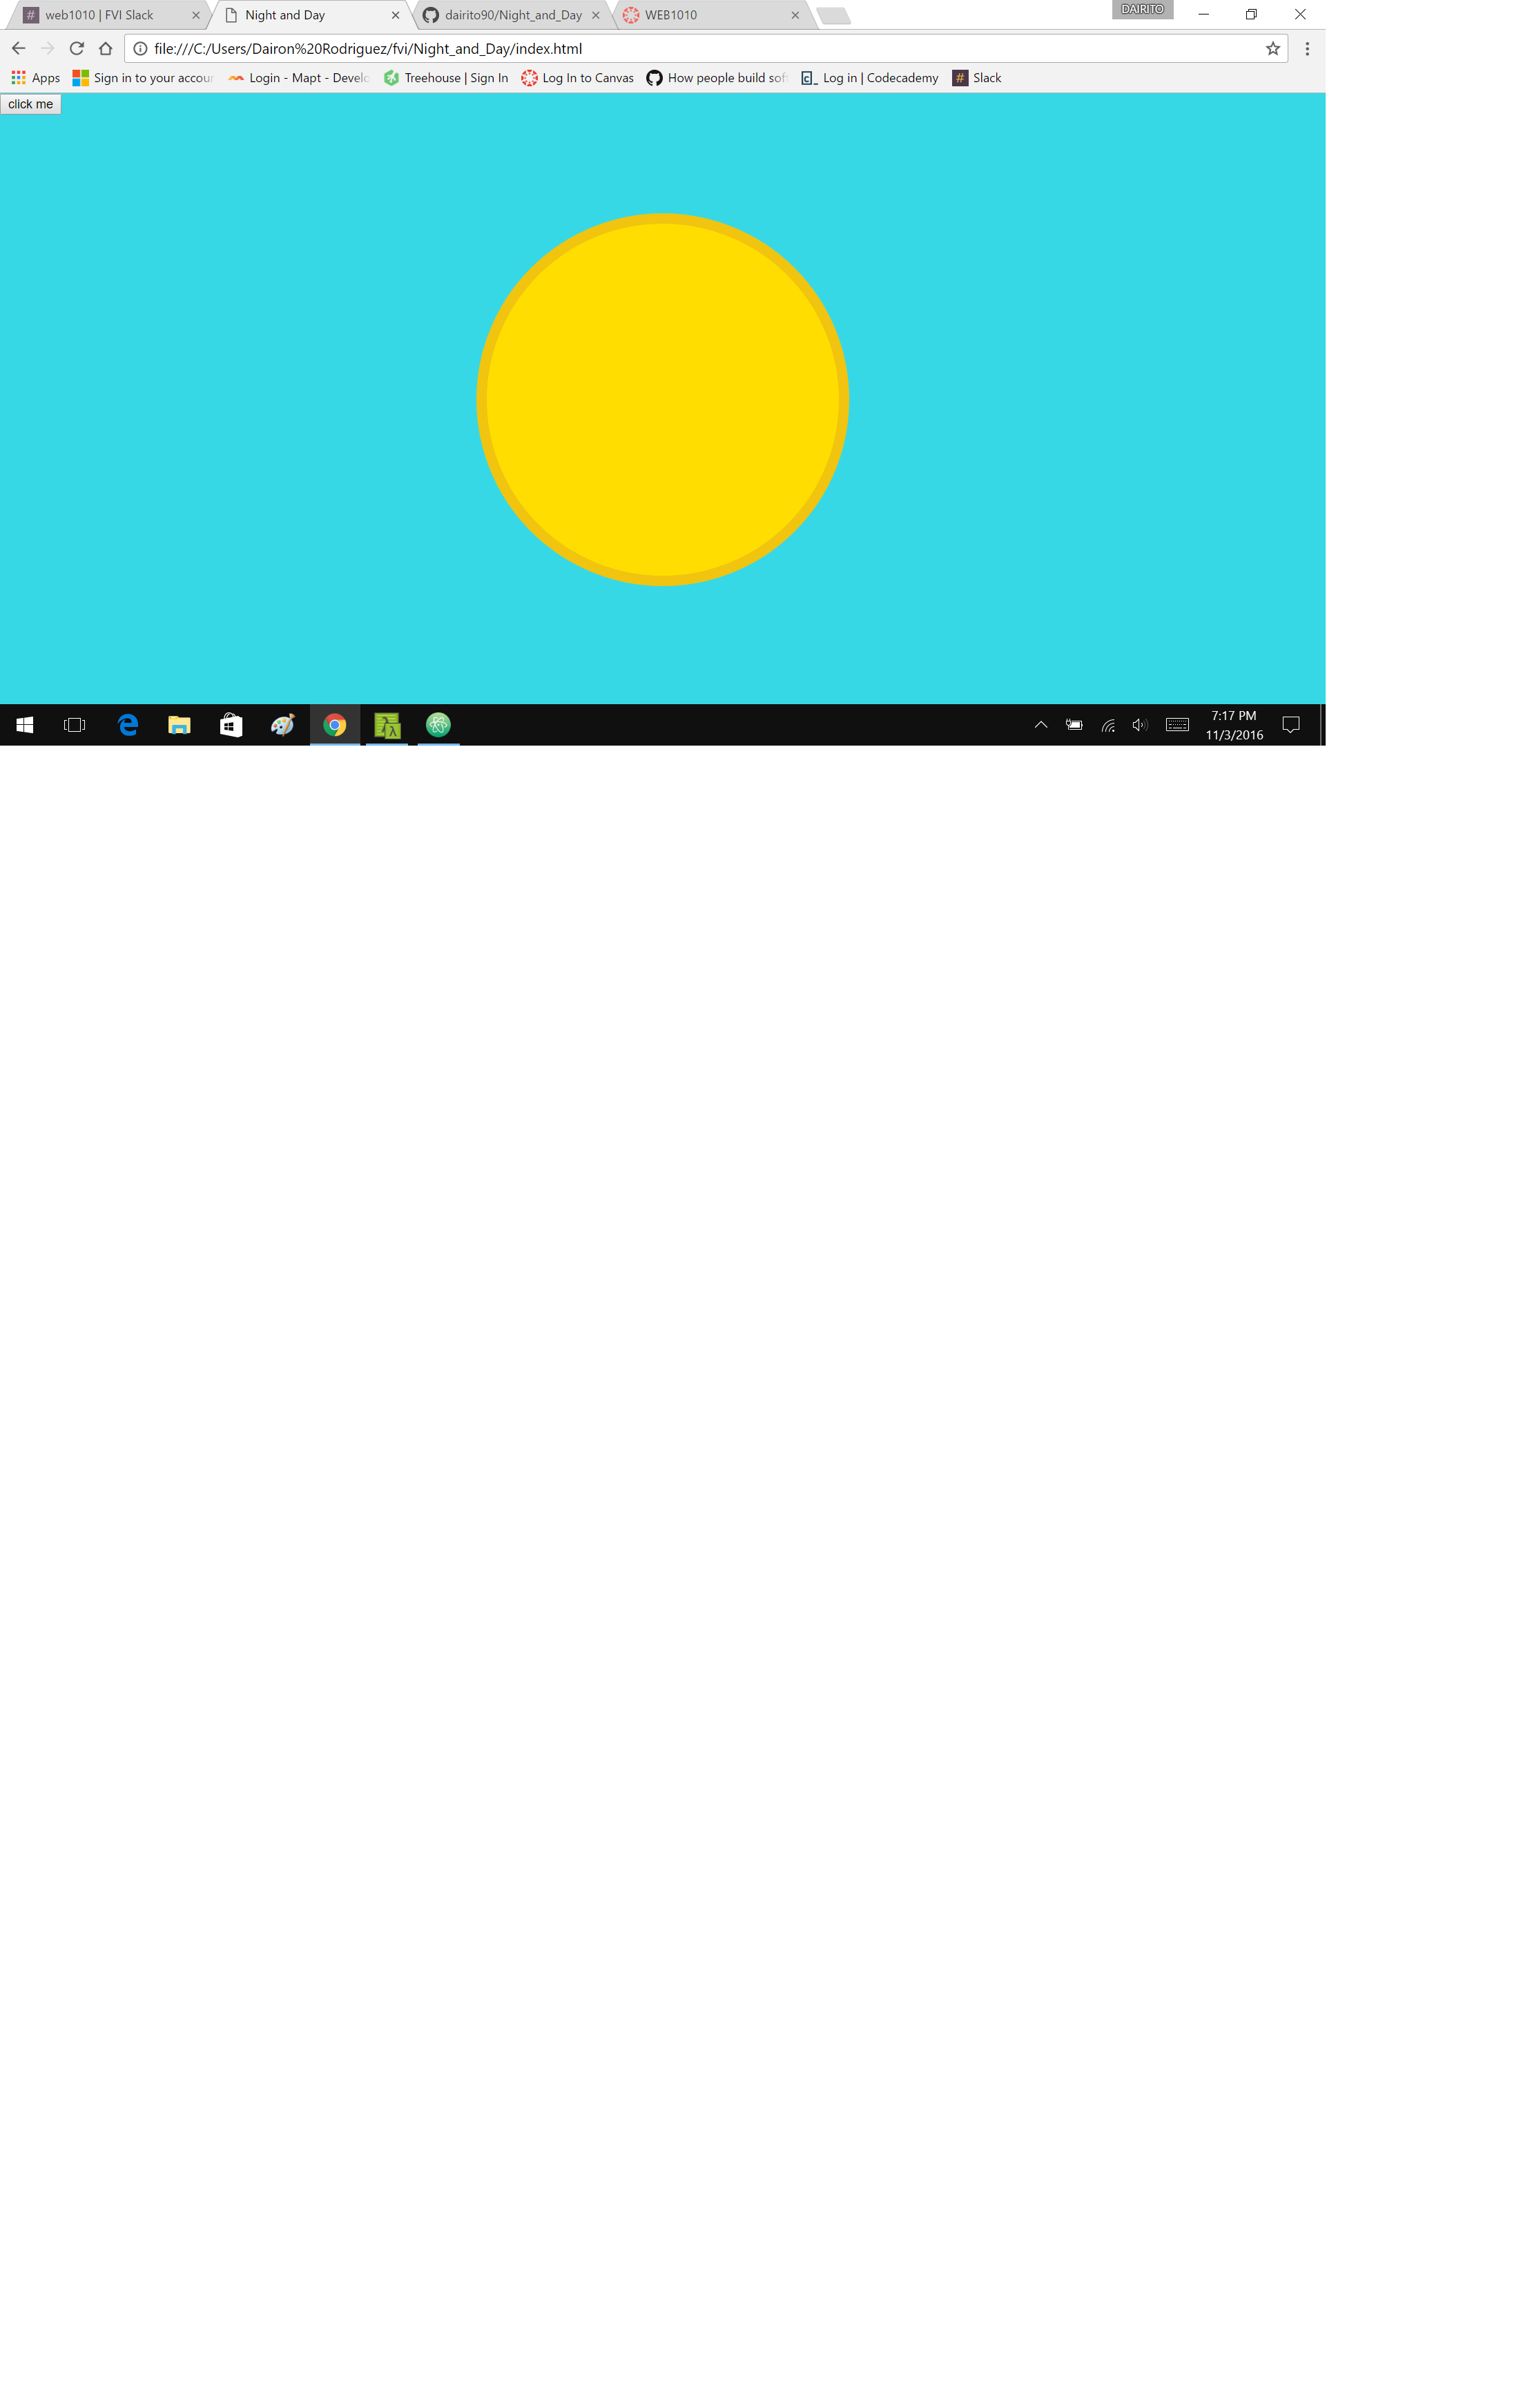 web1010 | FVI Slack
Night and Day
dairito90/Night_and_Day
WEB1010
DAIRITO
file:///C:/Users/Dairon%20Rodriguez/fvi/Night_and_Day/index.html
Apps
Sign in to your accoun
Login - Mapt - Develo
Treehouse | Sign In
Log In to Canvas
How people build sof
Log in | Codecademy
Slack
click me
7:17 PM
11/3/2016